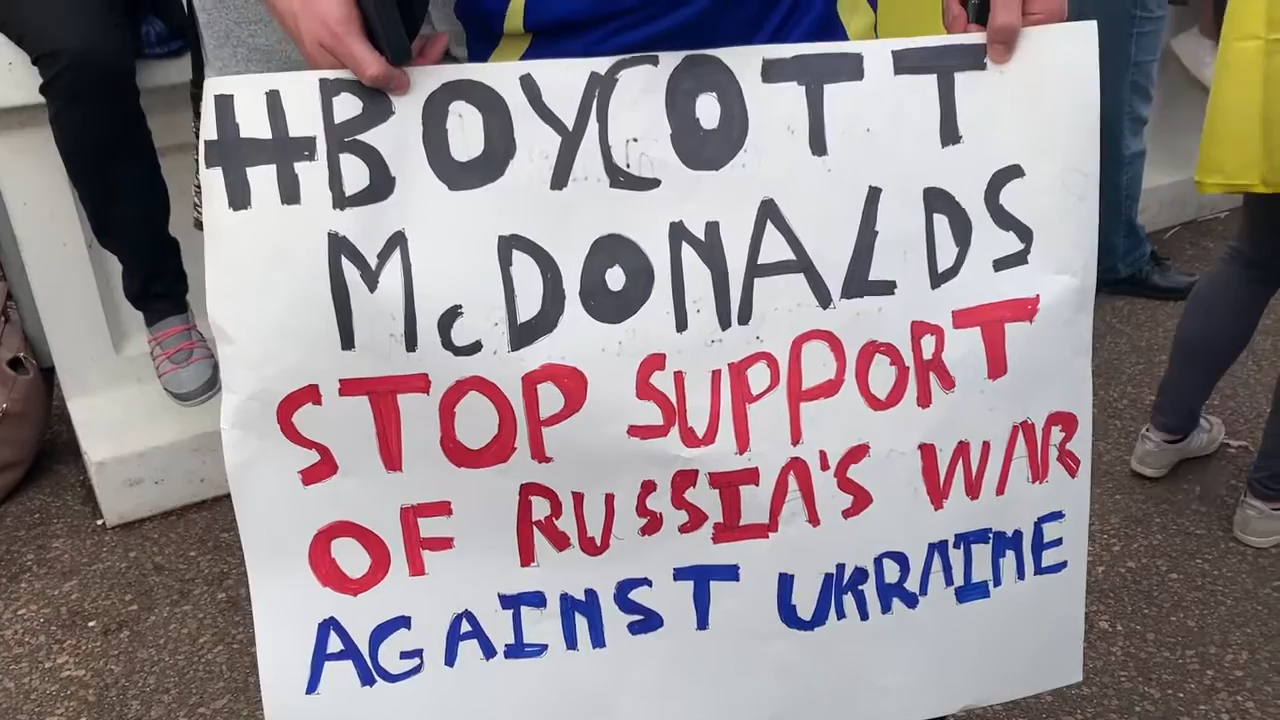 #BOYCOTT
McDONALDS
STOP SUPPORT
OF RUSSIA'S WAR
AGAINST UKRAINE